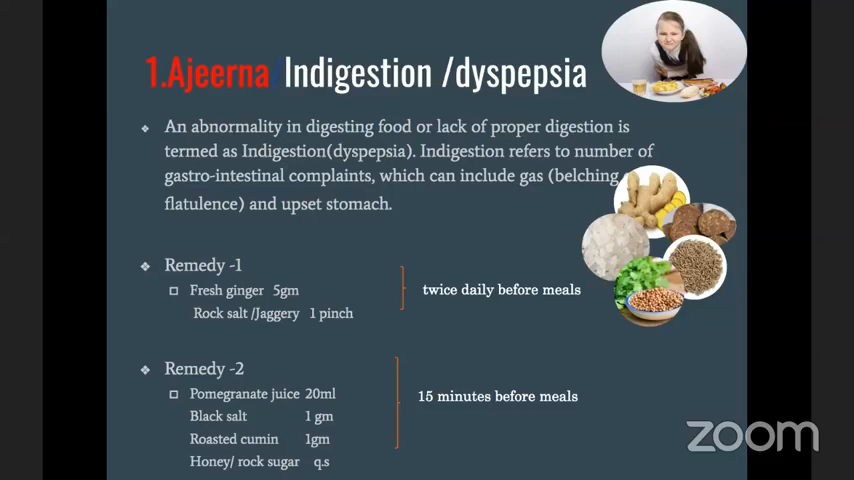 1.Ajeerna /Indigestion /dyspepsia
An abnormality in digesting food or lack of proper digestion is
termed as Indigestion(dyspepsia). Indigestion refers to number of
gastro-intestinal complaints, which can include gas (belching
flatulence) and upset stomach.
Remedy -1
Fresh ginger 5gm
Rock salt /Jaggery 1 pinch
twice daily before meals
Remedy -2
Pomegranate juice 20ml
Black salt 1 gm
Roasted cumin 1gm
Honey/ rock sugar q.s
15 minutes before meals
zoom